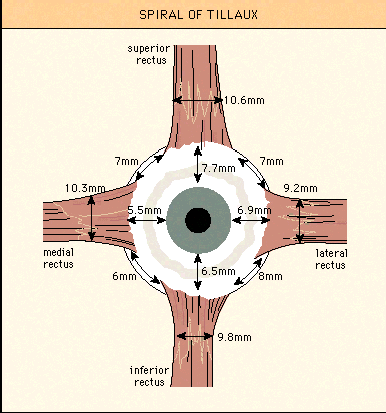 SPIRAL OF TILLAUX
superior
rectus
10.6mm
7mm
7mm
7.7mm
10.3mm
9.2mm
5.5mm
6.9mm
medial
rectus
lateral
rectus
6mm
6.5mm
8mm
9.8mm
inferior
rectus